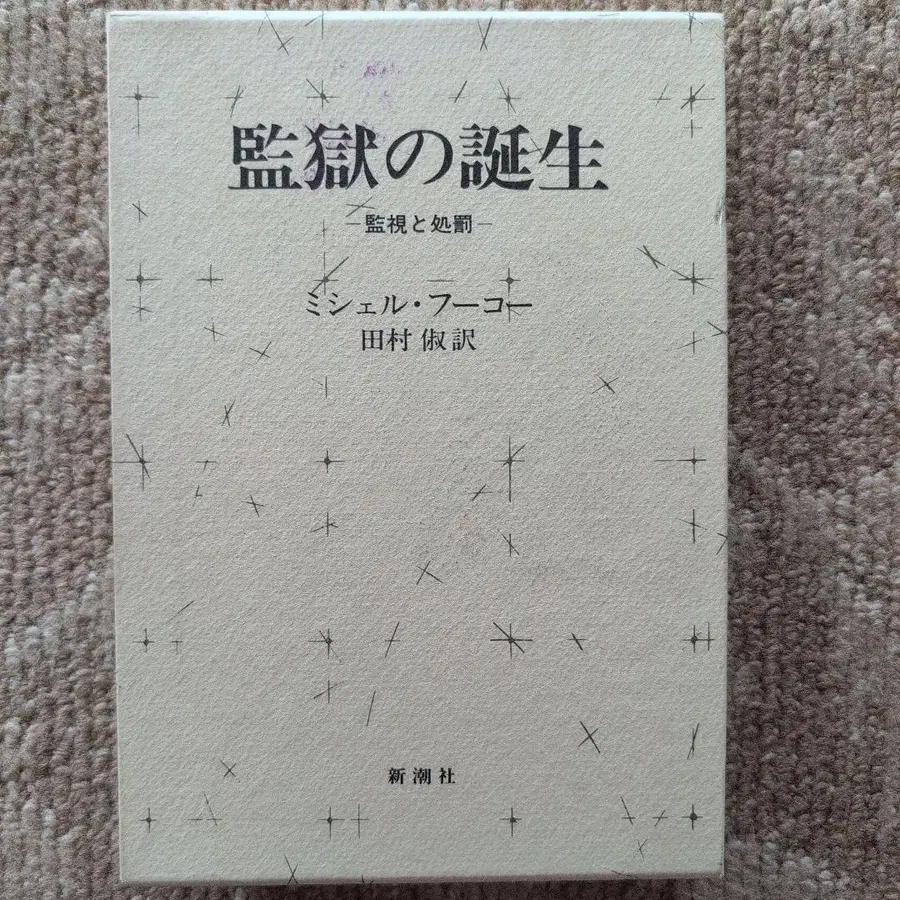 監獄の誕生
―監視と処罰―
ミシェル・フーコー
田村 俶訳
新潮社